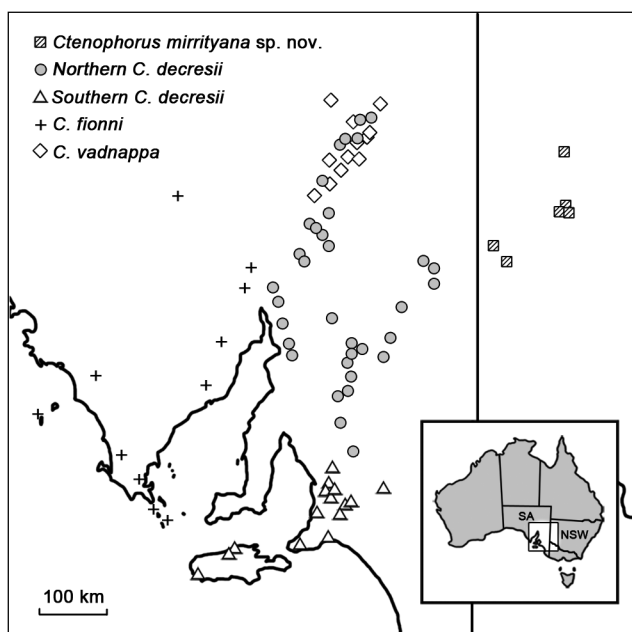 Ctenophorus mirrityana sp. nov.
Northern C. decresii
Southern C. decresii
C. fionni
C. vadnappa
SA
NSW
100 km